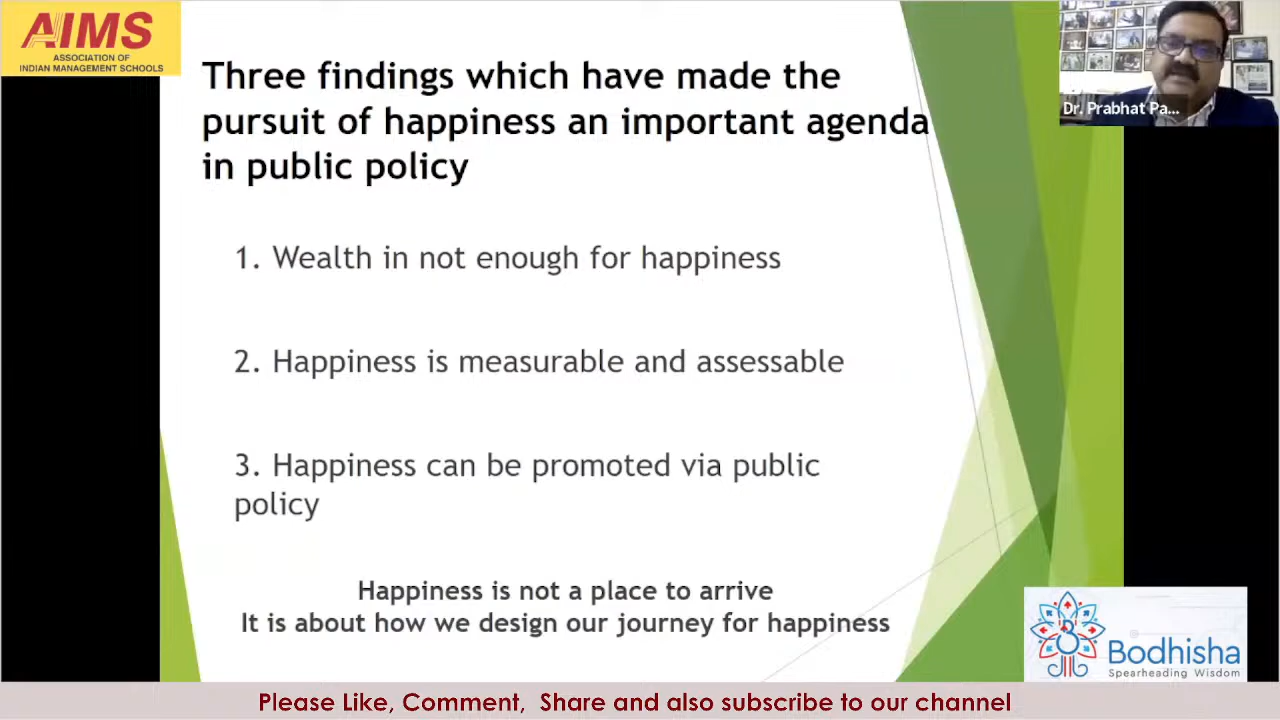 AIMS
ASSOCIATION OF
INDIAN MANAGEMENT SCHOOLS
Three findings which have made the
pursuit of happiness an important agenda
in public policy
Dr. Prabhat Pa...
1. Wealth in not enough for happiness
2. Happiness is measurable and assessable
3. Happiness can be promoted via public
policy
Happiness is not a place to arrive
It is about how we design our journey for happiness
Bodhisha
Spearheading Wisdom
Please Like, Comment, Share and also subscribe to our channel